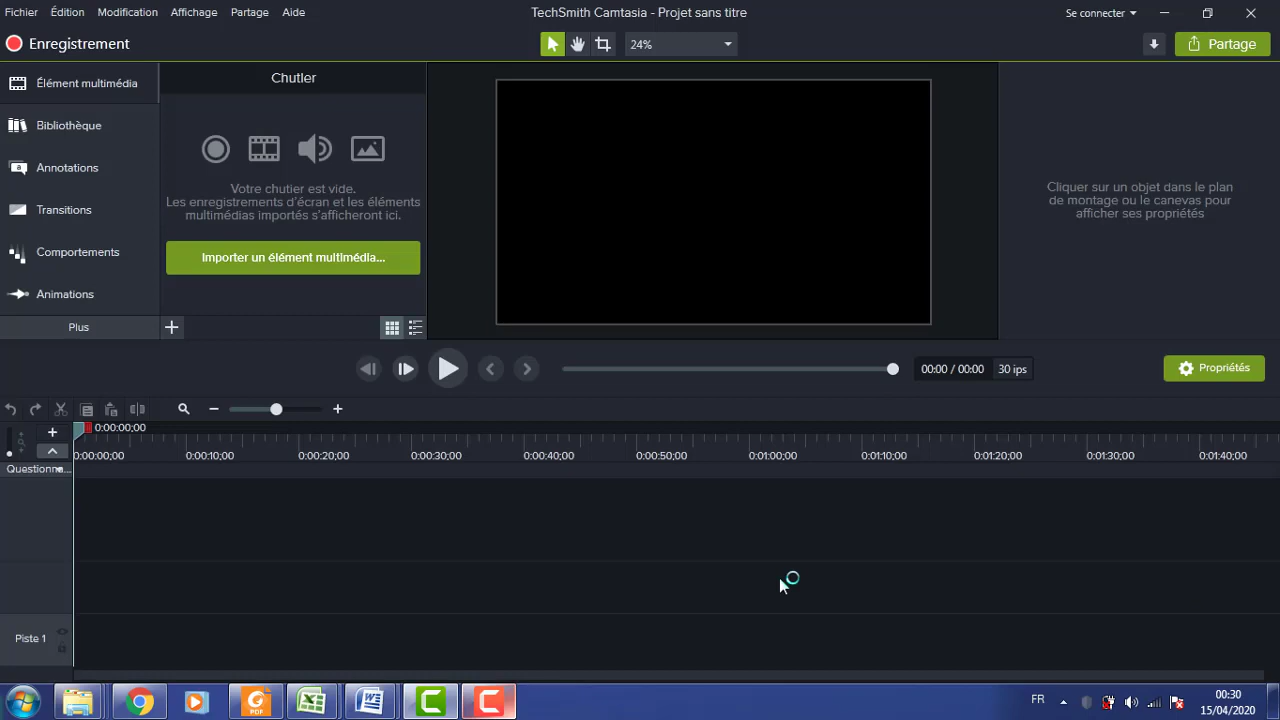 Fichier Édition Modification Affichage Partage Aide TechSmith Camtasia - Projet sans titre Se connecter
Enregistrement 24% Partage
Élément multimédia
Bibliothèque
Annotations
Transitions
Comportements
Animations
Plus
Chutier
Votre chutier est vide.
Les enregistrements d'écran et les éléments
multimédias importés s'afficheront ici.
Importer un élément multimédia...
Cliquer sur un objet dans le plan
de montage ou le canevas pour
afficher ses propriétés
00:00 / 00:00 30 ips Propriétés
0:00:00;00
0:00:00;00 0:00:10;00 0:00:20;00 0:00:30;00 0:00:40;00 0:00:50;00 0:01:00;00 0:01:10;00 0:01:20;00 0:01:30;00 0:01:40;00
Questionne...
Piste 1
PDF
FR
00:30
15/04/2020